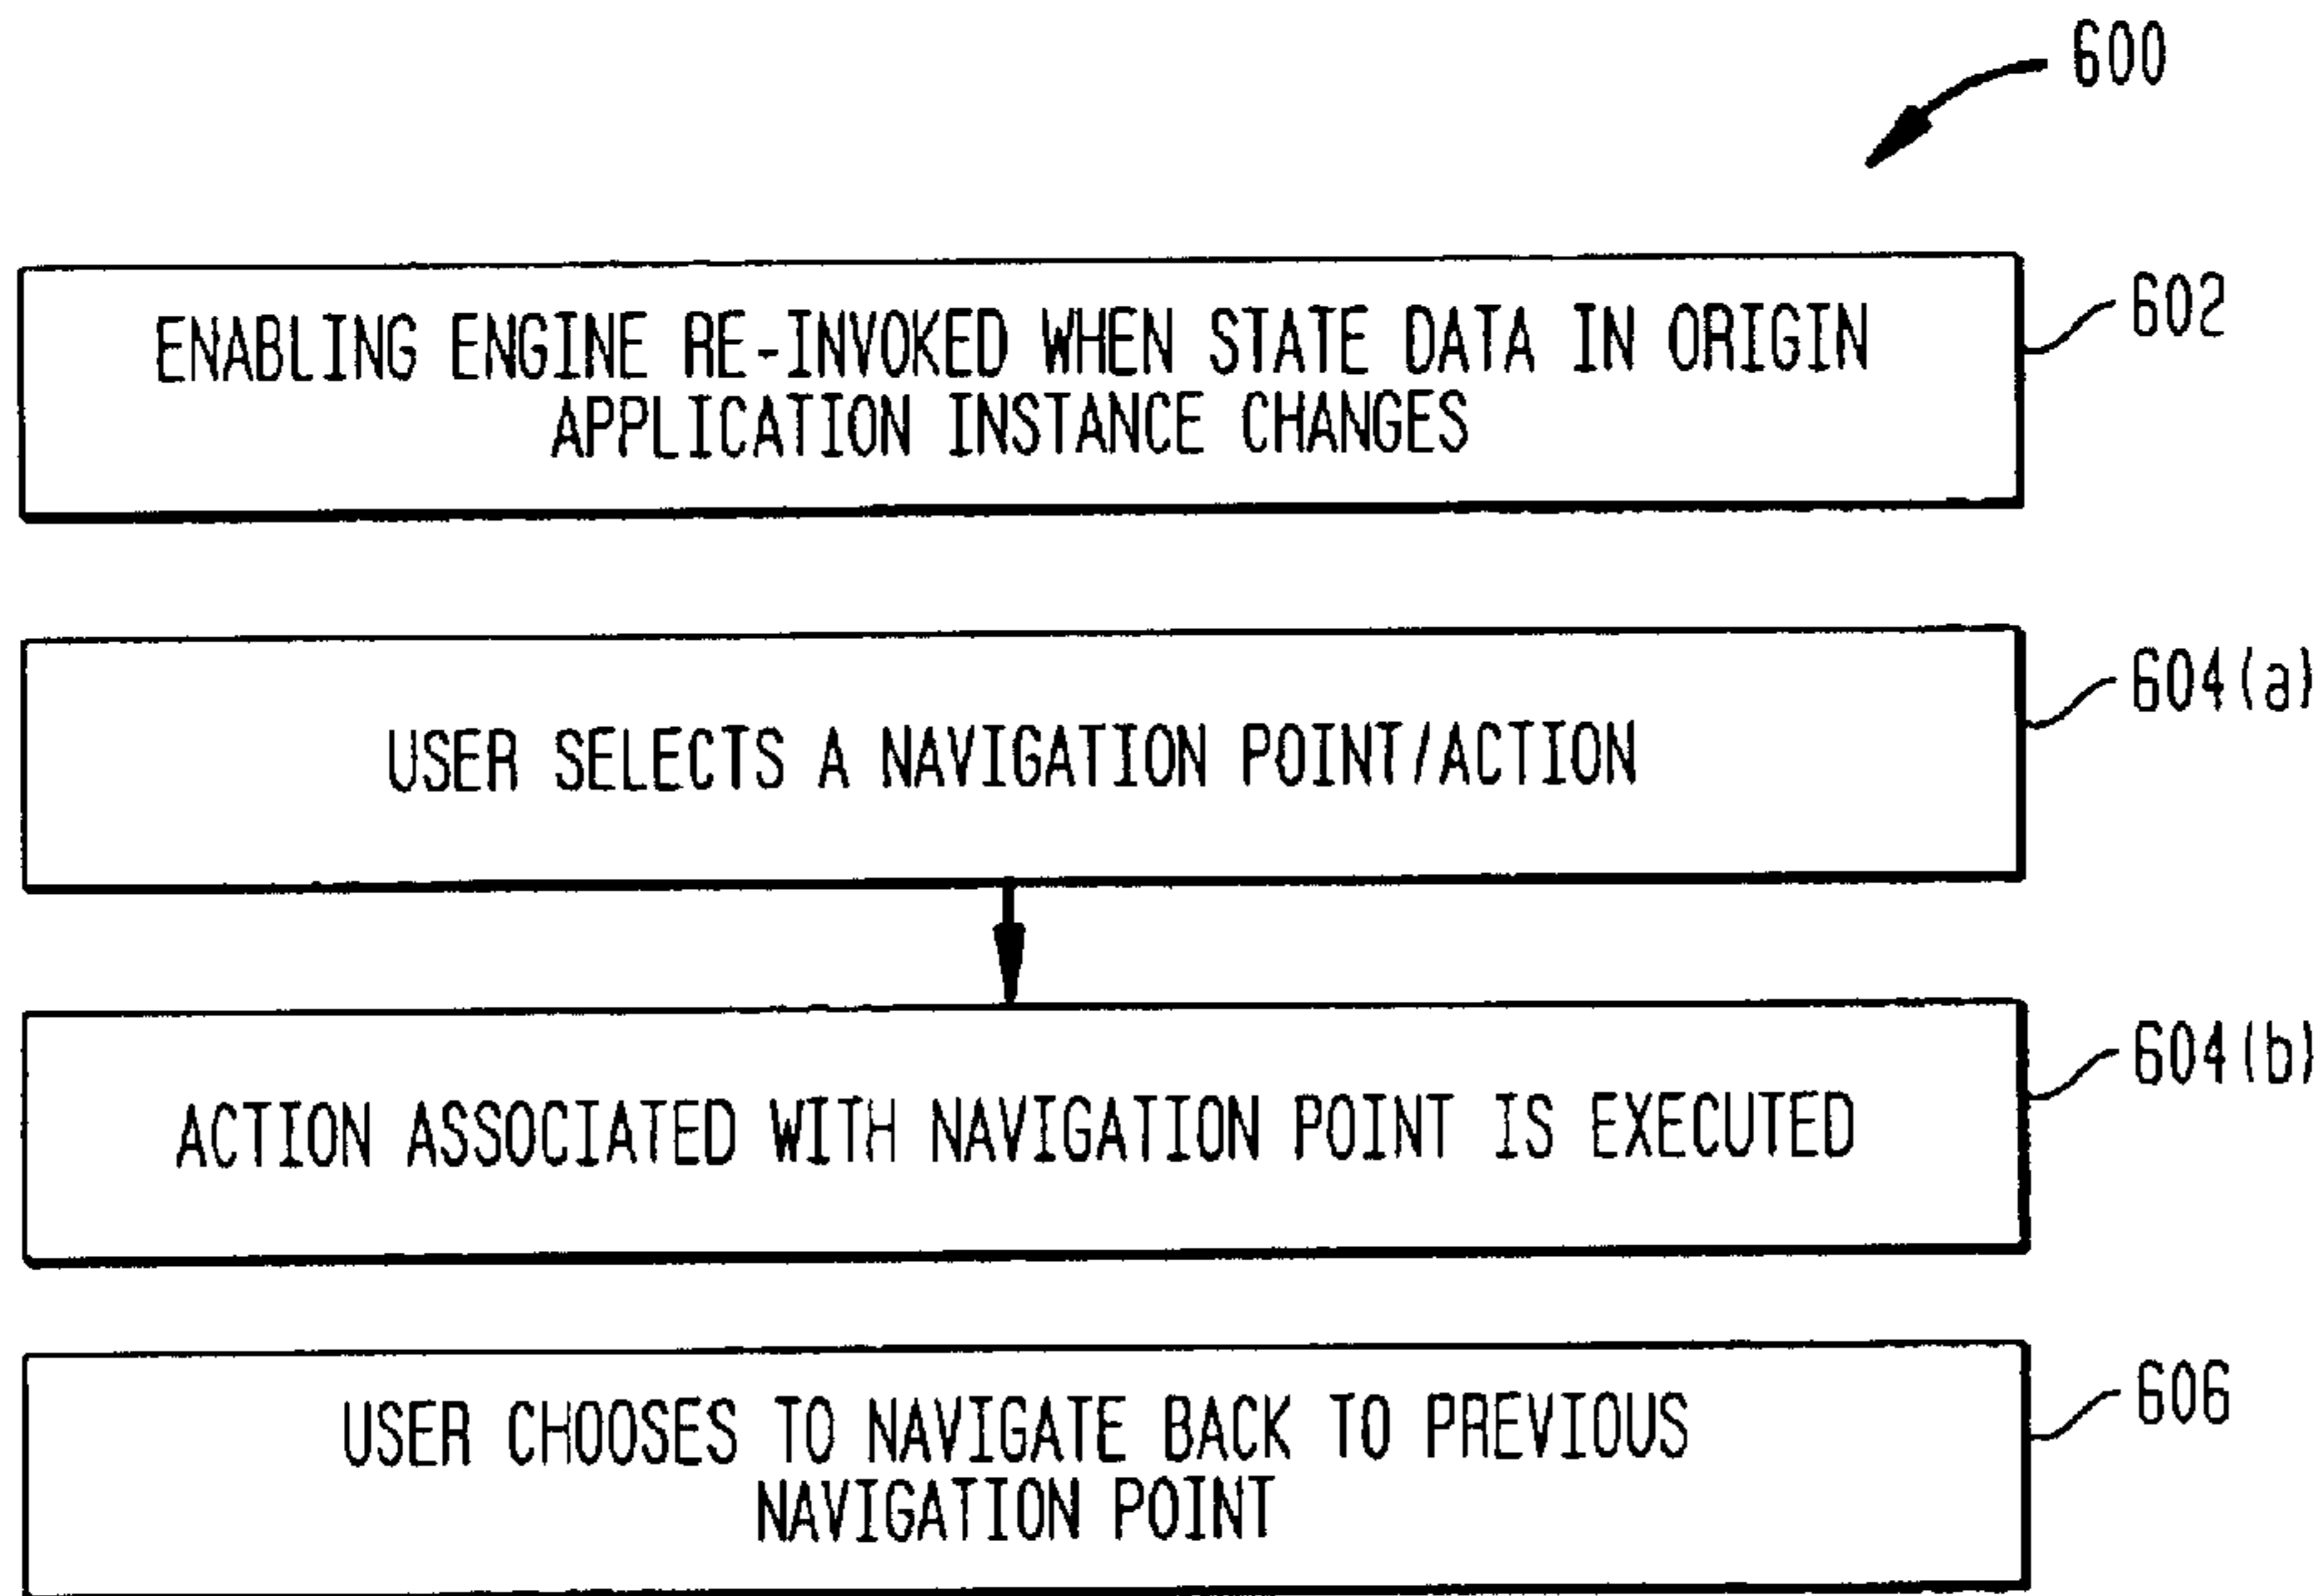 600
ENABLING ENGINE RE-INVOKED WHEN STATE DATA IN ORIGIN
APPLICATION INSTANCE CHANGES
602
USER SELECTS A NAVIGATION POINT/ACTION
604(a)
ACTION ASSOCIATED WITH NAVIGATION POINT IS EXECUTED
604(b)
USER CHOOSES TO NAVIGATE BACK TO PREVIOUS
NAVIGATION POINT
606